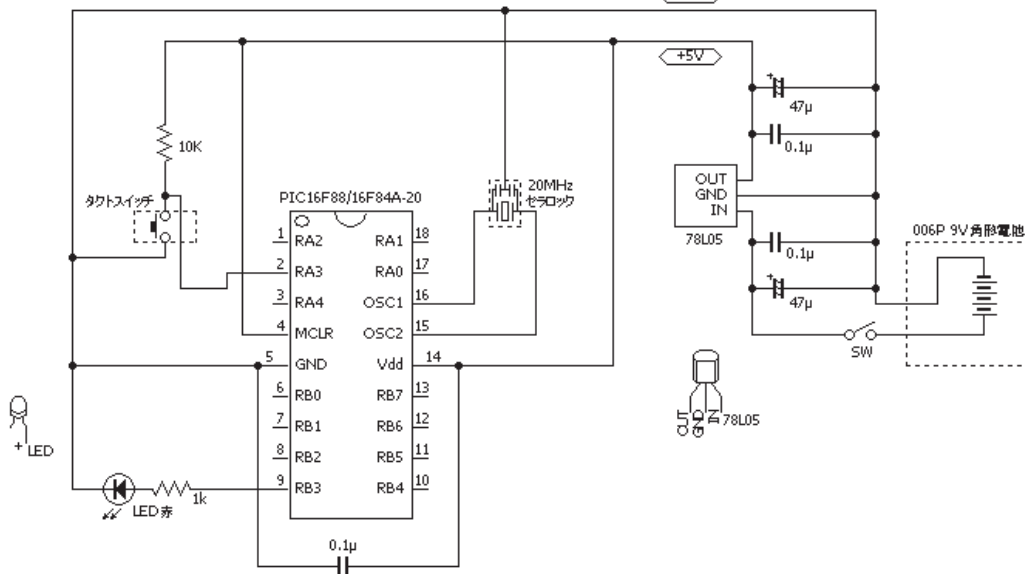 +5V
47μ
10K
0.1μ
OUT
GND
IN
78L05
タクトスイッチ
PIC16F88/16F84A-20
20MHz
セラロック
006P 9V角形電池
1 RA2
RA1 18
2 RA3
RA0 17
3 RA4
OSC1 16
4 MCLR
OSC2 15
5 GND
Vdd 14
6 RB0
RB7 13
7 RB1
RB6 12
8 RB2
RB5 11
9 RB3
RB4 10
0.1μ
47μ
SW
OUT
GND
IN
78L05
+ LED
LED赤
1k
0.1μ